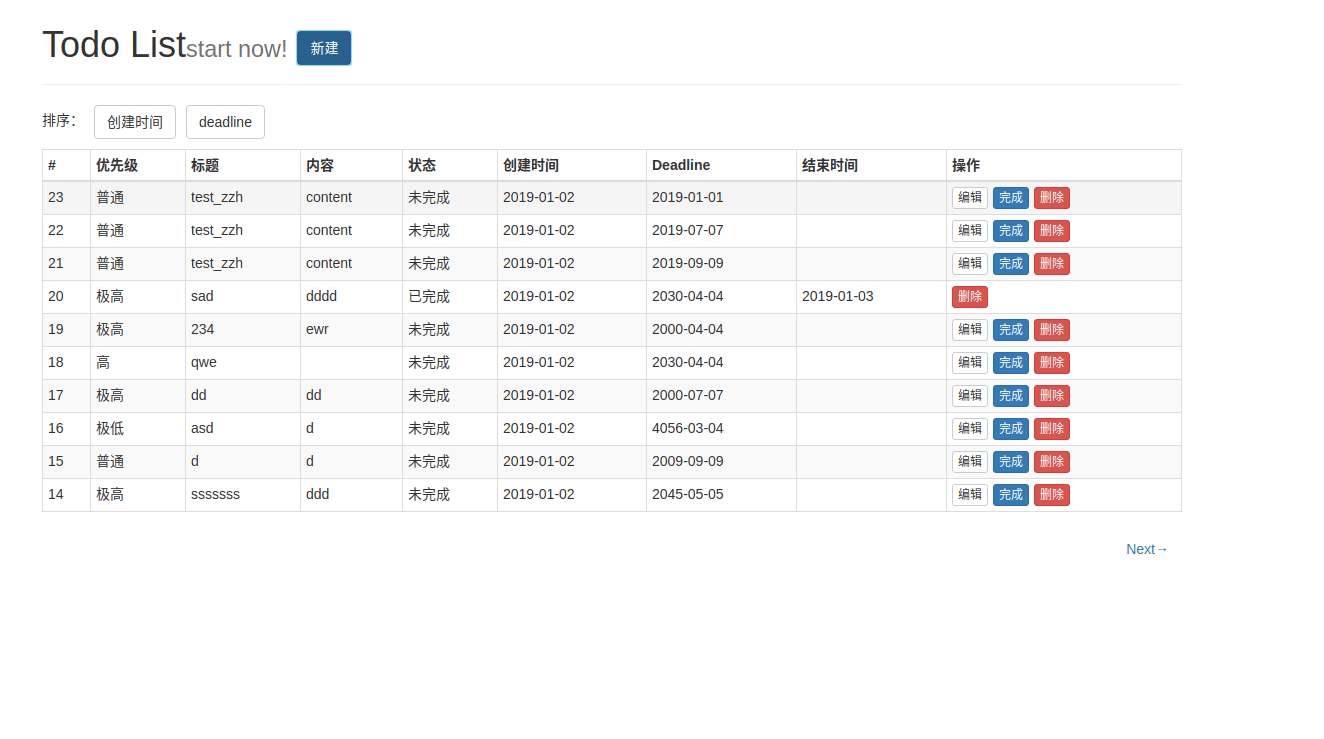 Todo Liststart now! 新建
排序: 创建时间 deadline
# 优先级 标题 内容 状态 创建时间 Deadline 结束时间 操作
23 普通 test_zzh content 未完成 2019-01-02 2019-01-01 编辑 完成 删除
22 普通 test_zzh content 未完成 2019-01-02 2019-07-07 编辑 完成 删除
21 普通 test_zzh content 未完成 2019-01-02 2019-09-09 编辑 完成 删除
20 极高 sad dddd 已完成 2019-01-02 2030-04-04 2019-01-03 删除
19 极高 234 ewr 未完成 2019-01-02 2000-04-04 编辑 完成 删除
18 高 qwe 未完成 2019-01-02 2030-04-04 编辑 完成 删除
17 极高 dd dd 未完成 2019-01-02 2000-07-07 编辑 完成 删除
16 极低 asd d 未完成 2019-01-02 4056-03-04 编辑 完成 删除
15 普通 d d 未完成 2019-01-02 2009-09-09 编辑 完成 删除
14 极高 sssssss ddd 未完成 2019-01-02 2045-05-05 编辑 完成 删除
Next→